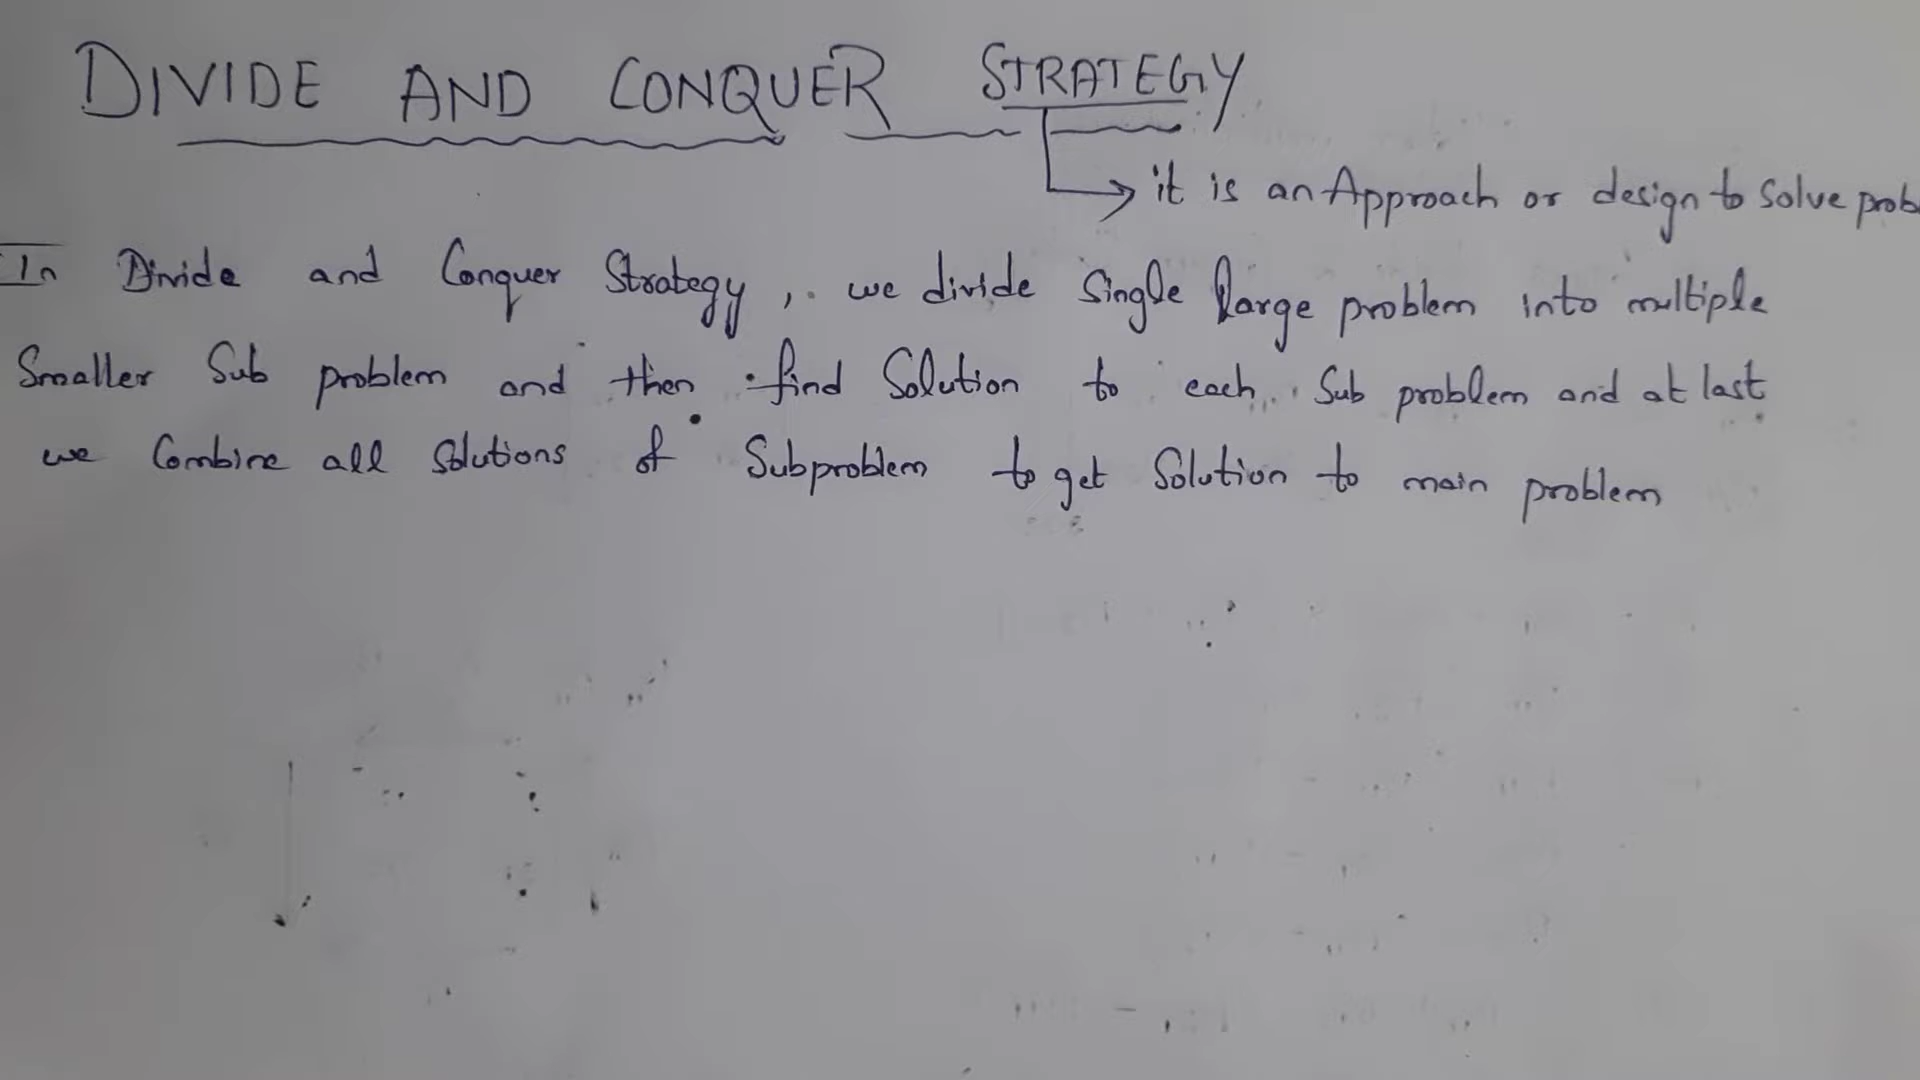 DIVIDE AND CONQUER STRATEGY
it is an Approach or design to solve prob
In Divide and Conquer Strategy, we divide Single large problem into multiple
Smaller Sub problem and then find Solution to each Sub problem and at last
we Combine all Solutions of Subproblem to get Solution to main problem